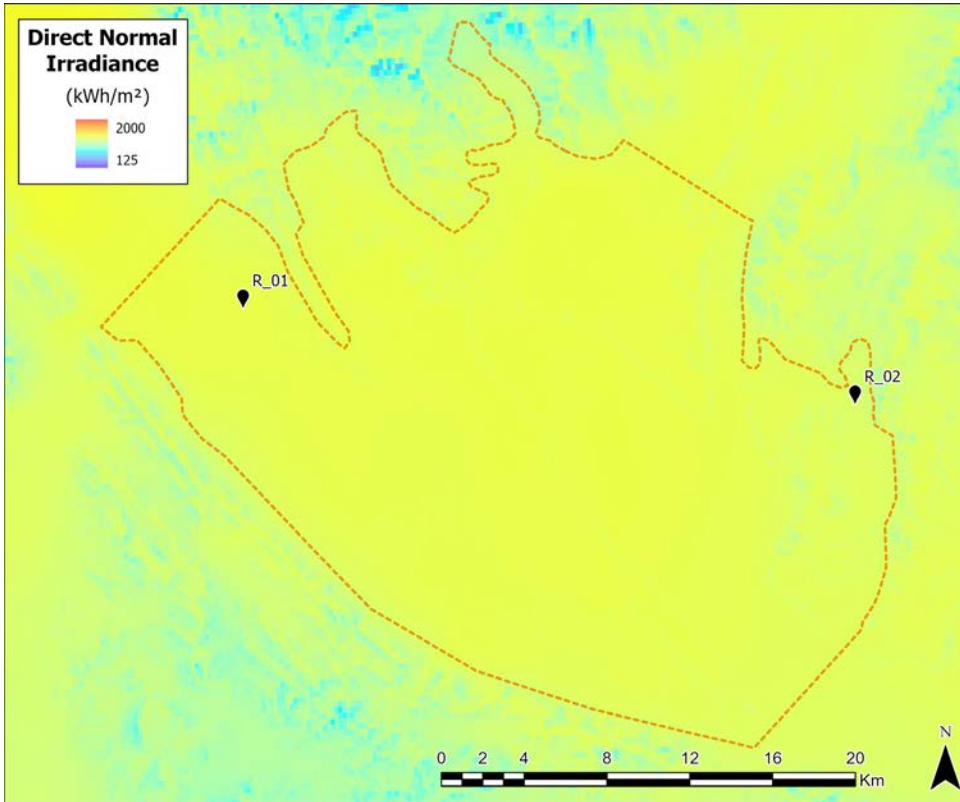 Direct Normal
Irradiance
(kWh/m²)
2000
125
R_01
R_02
N
0 2 4 8 12 16 20
Km